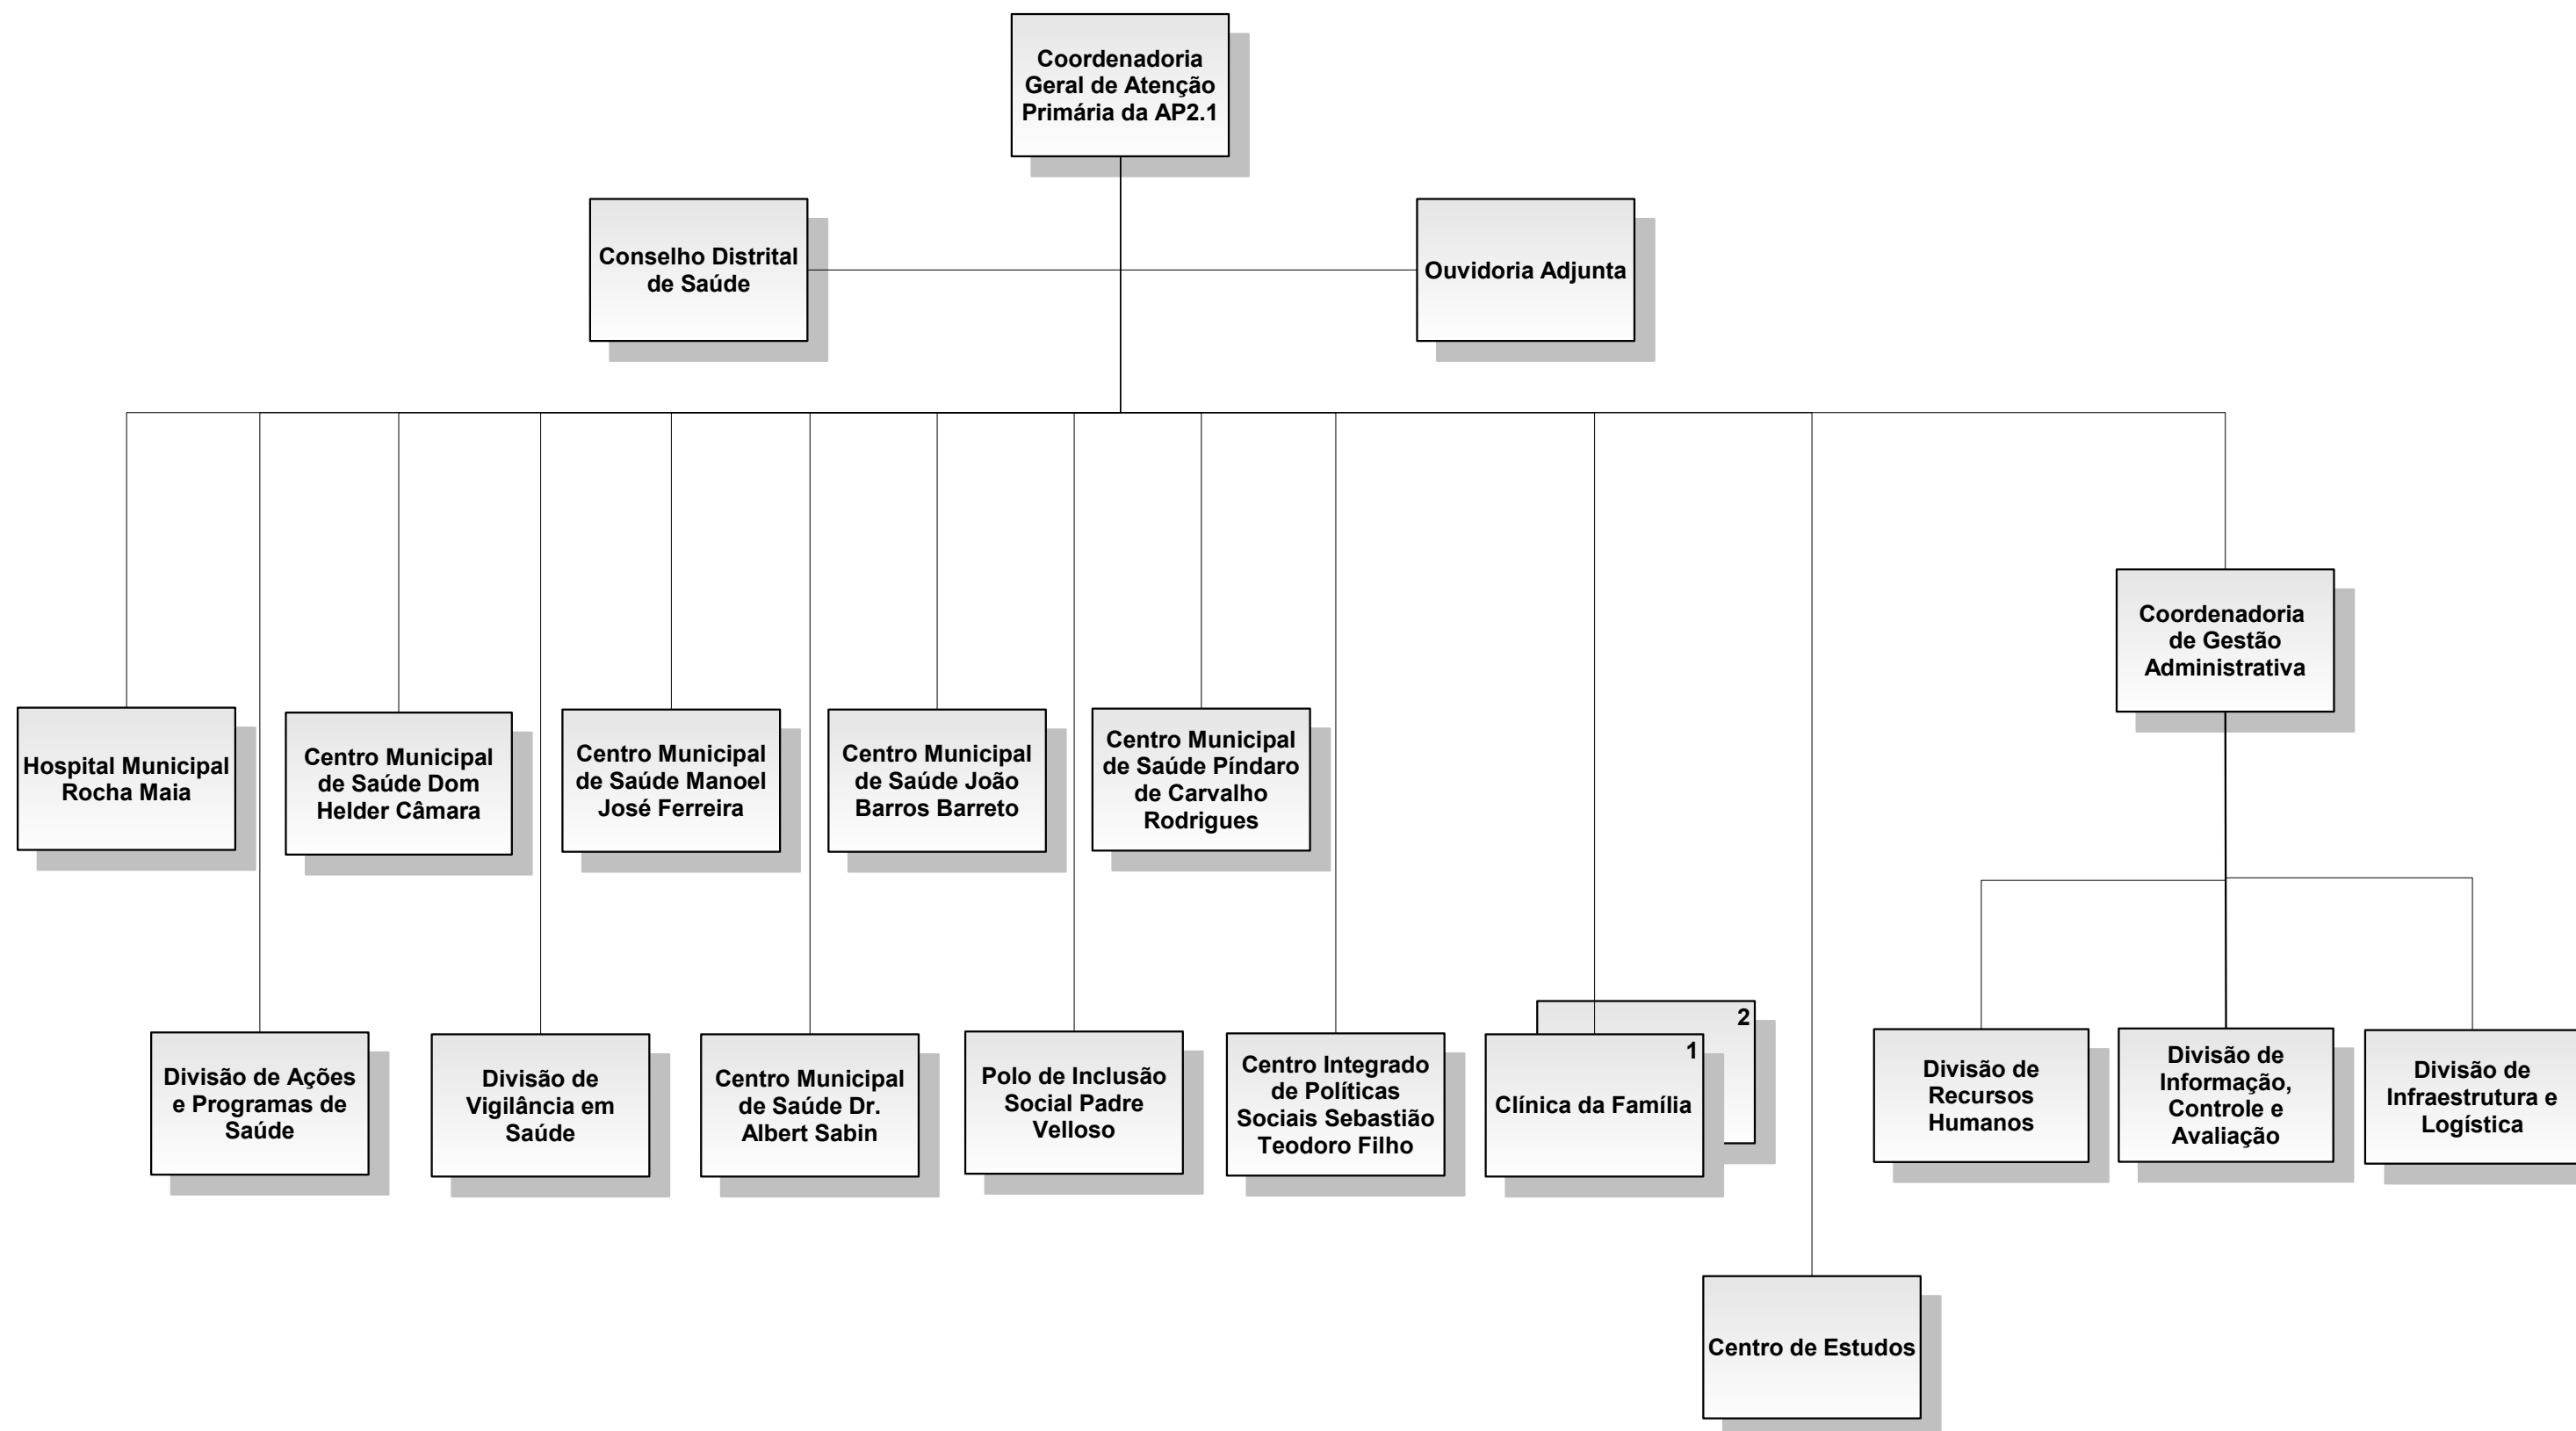 Coordenadoria
Geral de Atenção
Primária da AP2.1
Conselho Distrital
de Saúde
Ouvidoria Adjunta
Coordenadoria
de Gestão
Administrativa
Hospital Municipal
Rocha Maia
Centro Municipal
de Saúde Dom
Helder Câmara
Centro Municipal
de Saúde Manoel
José Ferreira
Centro Municipal
de Saúde João
Barros Barreto
Centro Municipal
de Saúde Píndaro
de Carvalho
Rodrigues
Divisão de Ações
e Programas de
Saúde
Divisão de
Vigilância em
Saúde
Centro Municipal
de Saúde Dr.
Albert Sabin
Polo de Inclusão
Social Padre
Velloso
Centro Integrado
de Políticas
Sociais Sebastião
Teodoro Filho
2
1
Clínica da Família
Divisão de
Recursos
Humanos
Divisão de
Informação,
Controle e
Avaliação
Divisão de
Infraestrutura e
Logística
Centro de Estudos